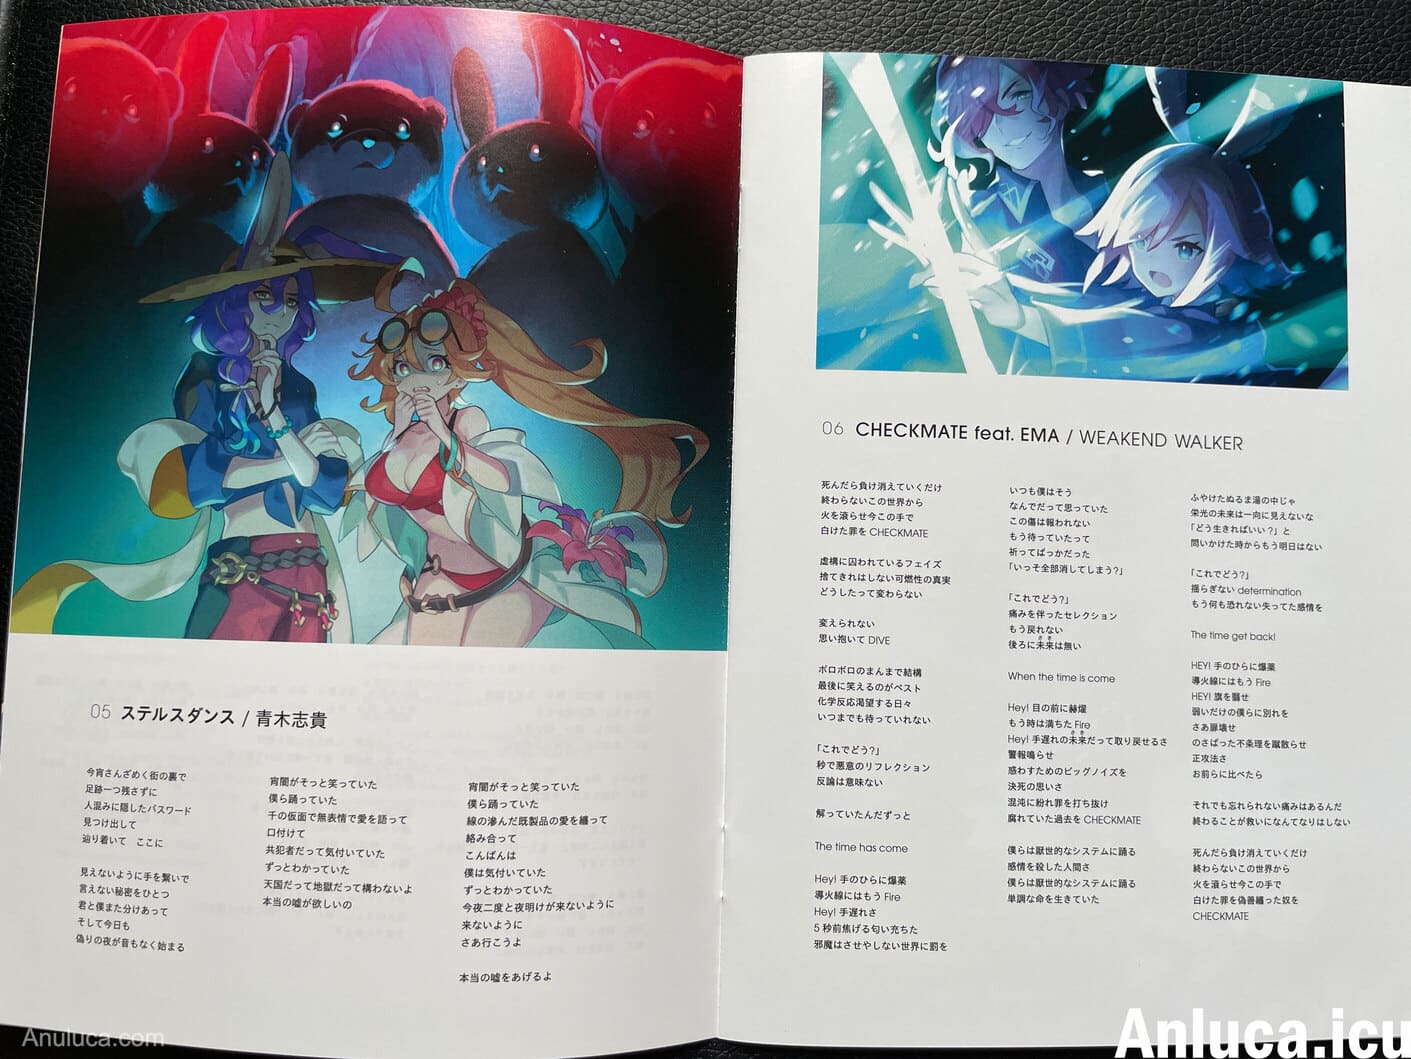 05 ステルスダンス / 青木志貴
今宵さんざめく街の裏で
足跡一つ残さずに
人混みに隠したパスワード
見つけ出して
辿り着いて ここに
見えないように手を繋いで
言えない秘密をひとつ
君と僕また分けあって
そして今日も
偽りの夜が音もなく始まる
宵闇がそっと笑っていた
僕ら踊っていた
千の仮面で無表情で愛を語って
口付けて
共犯者だって気付いていた
ずっとわかっていた
天国だって地獄だって構わないよ
本当の嘘が欲しいの
宵闇がそっと笑っていた
僕ら踊っていた
線の滲んだ既製品の愛を纏って
絡み合って
こんばんは
僕は気付いていた
ずっとわかっていた
今夜二度と夜明けが来ないように
来ないように
さあ行こうよ
本当の嘘をあげるよ
06 CHECKMATE feat. EMA / WEAKEND WALKER
死んだら負け消えていくだけ
終わらないこの世界から
火を滾らせ今この手で
白けた罪を CHECKMATE
虚構に囚われているフェイズ
捨てきれはしない可燃性の真実
どうしたって変わらない
変えられない
思い抱いて DIVE
ボロボロのまんまで結構
最後に笑えるのがベスト
化学反応渇望する日々
いつまでも待っていれない
「これでどう?」
秒で悪意のリフレクション
反論は意味ない
解っていたんだずっと
The time has come
Hey! 手のひらに爆薬
導火線にはもう Fire
Hey! 手遅れさ
5 秒前焦げる匂い充ちた
邪魔はさせやしない世界に罰を
いつも僕はそう
なんでだって思っていた
この傷は報われない
もう待っていたって
祈ってばっかだった
「いっそ全部消してしまう?」
「これでどう?」
痛みを伴ったセレクション
もう戻れない
さき
後ろに未来は無い
When the time is come
Hey! 目の前に赫燿
もう時は満ちた Fire
さき
Hey! 手遅れの未来だって取り戻せるさ
警報鳴らせ
惑わすためのビッグノイズを
決死の思いさ
混沌に紛れ罪を打ち抜け
腐れていた過去を CHECKMATE
僕らは厭世的なシステムに踊る
感情を殺した人間さ
僕らは厭世的なシステムに踊る
単調な命を生きていた
ふやけたぬるま湯の中じゃ
栄光の未来は一向に見えないな
「どう生きればいい?」と
問いかけた時からもう明日はない
「これでどう?」
揺らぎない determination
もう何も恐れない失ってた感情を
The time get back!
HEY! 手のひらに爆薬
導火線にはもう Fire
HEY! 旗を翳せ
弱いだけの僕らに別れを
さあ扉壊せ
のさばった不条理を蹴散らせ
正攻法さ
お前らに比べたら
それでも忘れられない痛みはあるんだ
終わることが救いになんてなりはしない
死んだら負け消えていくだけ
終わらないこの世界から
火を滾らせ今この手で
白けた罪を偽善纏った奴を
CHECKMATE
Anuluca.com
Anluca.icu